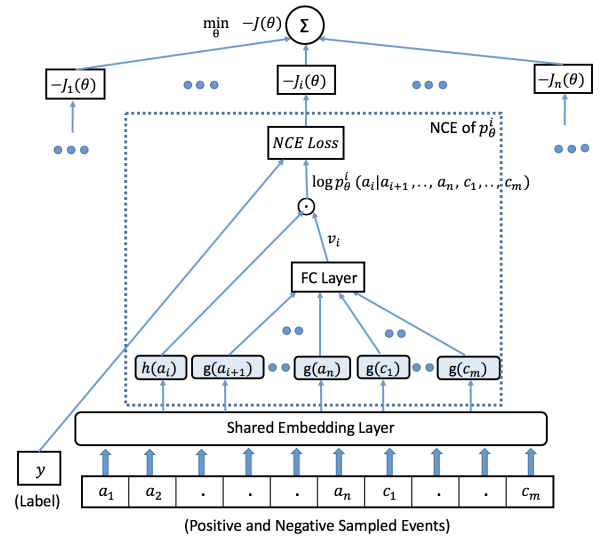 min θ −J(θ) Σ
−J₁(θ) −Jᵢ(θ) −Jₙ(θ)
NCE of pᶿⁱ
NCE Loss
log pᶿⁱ (aᵢ|aᵢ₊₁, . ., aₙ, c₁, . ., cₘ)
vᵢ
FC Layer
h(aᵢ) g(aᵢ₊₁) g(aₙ) g(c₁) g(cₘ)
Shared Embedding Layer
y
a₁ a₂ . . . aₙ c₁ . . cₘ
(Label)
(Positive and Negative Sampled Events)